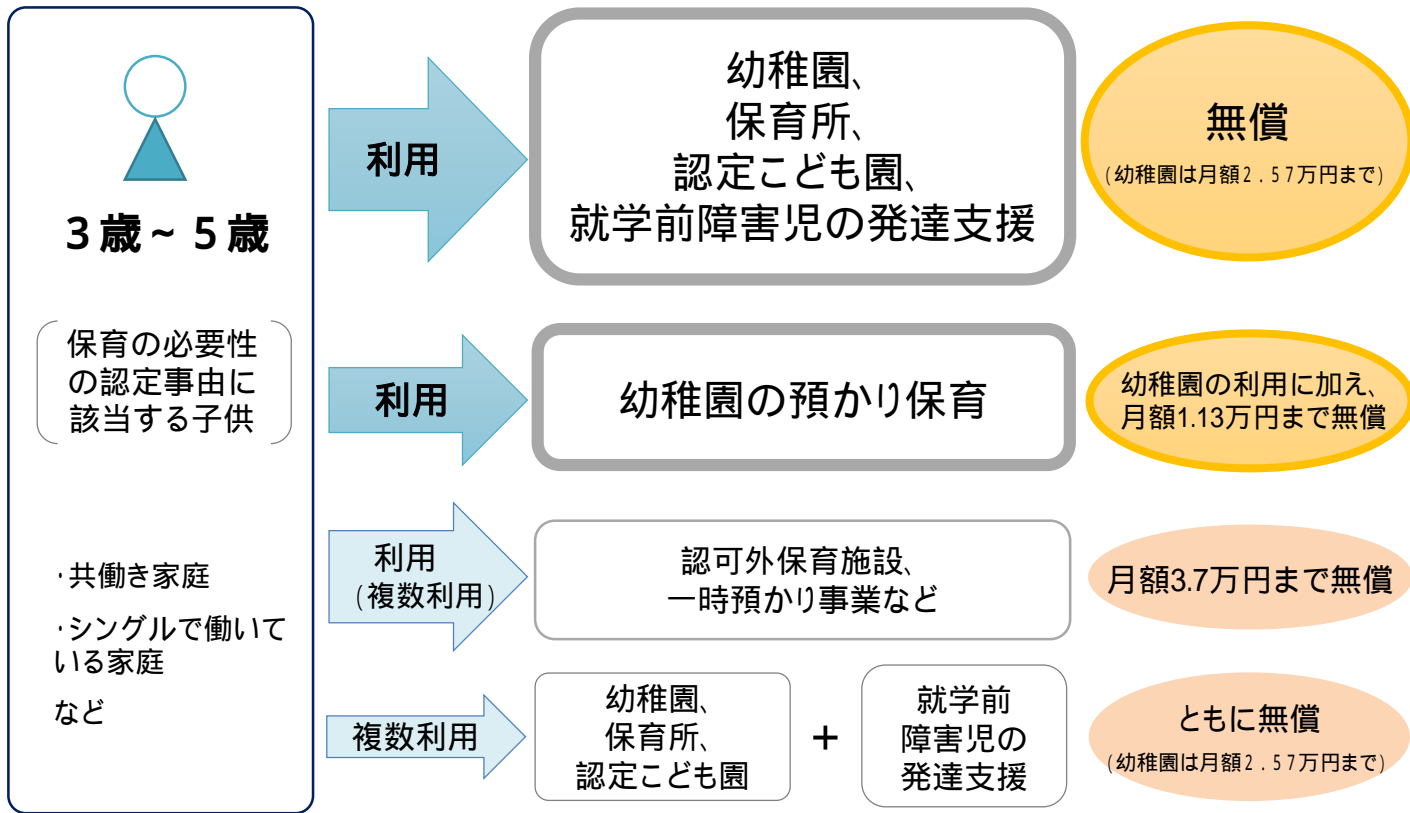 ３歳～５歳
保育の必要性
の認定事由に
該当する子供
・共働き家庭
・シングルで働いて
いる家庭
など
利用
幼稚園、
保育所、
認定こども園、
就学前障害児の発達支援
無償
(幼稚園は月額２.５７万円まで)
利用
幼稚園の預かり保育
幼稚園の利用に加え、
月額1.13万円まで無償
利用
(複数利用)
認可外保育施設、
一時預かり事業など
月額3.7万円まで無償
複数利用
幼稚園、
保育所、
認定こども園
＋
就学前
障害児の
発達支援
ともに無償
(幼稚園は月額２.５７万円まで)